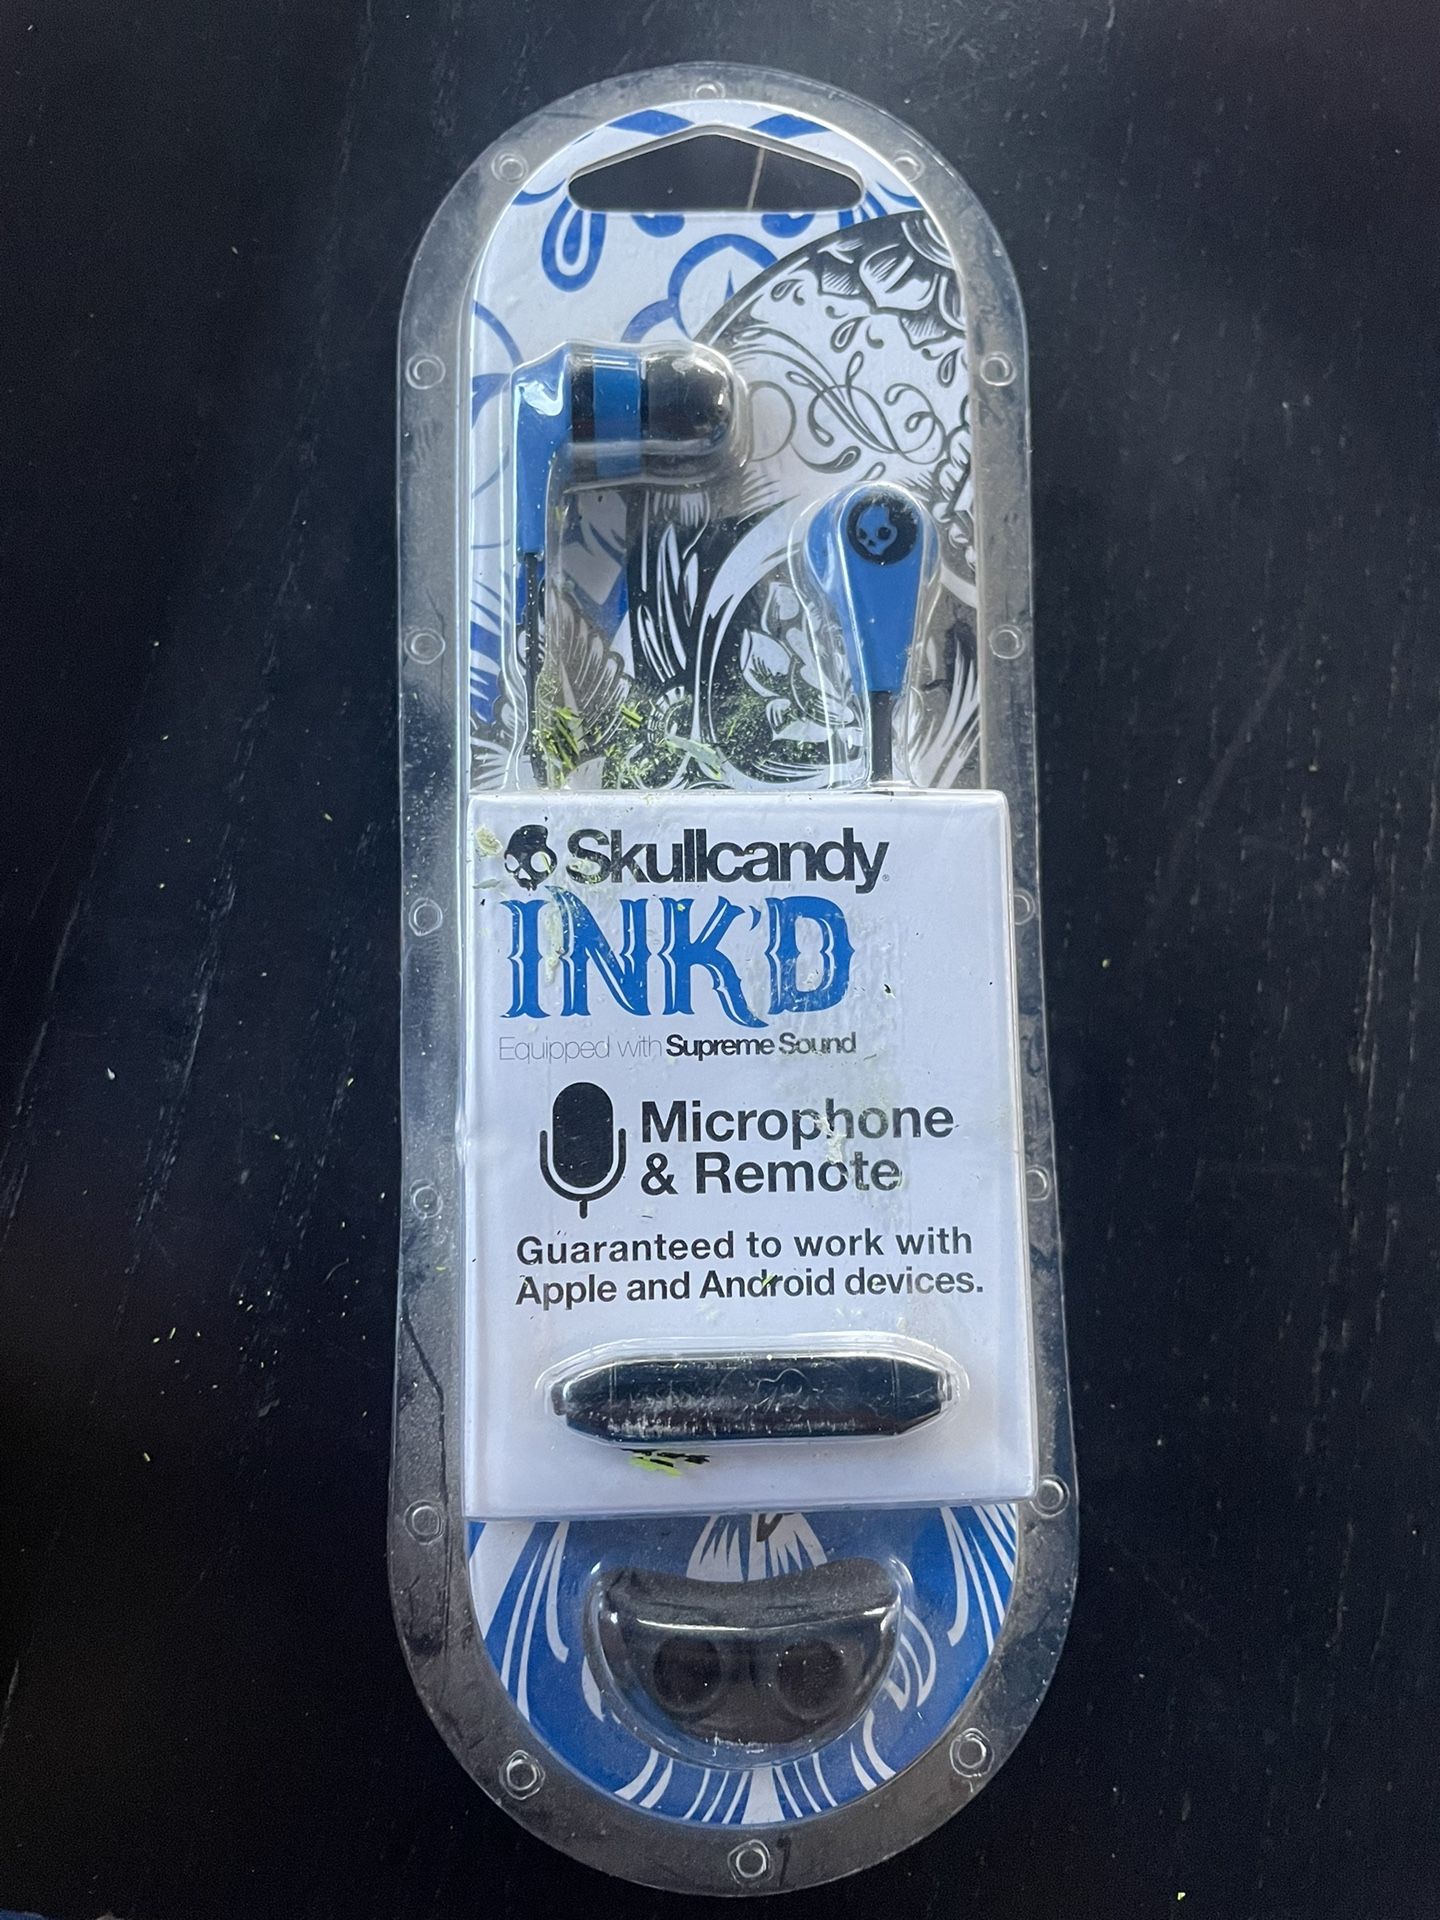 Skullcandy
INK'D
Equipped with Supreme Sound
Microphone
& Remote
Guaranteed to work with
Apple and Android devices.